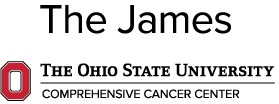 The James
THE OHIO STATE UNIVERSITY
COMPREHENSIVE CANCER CENTER